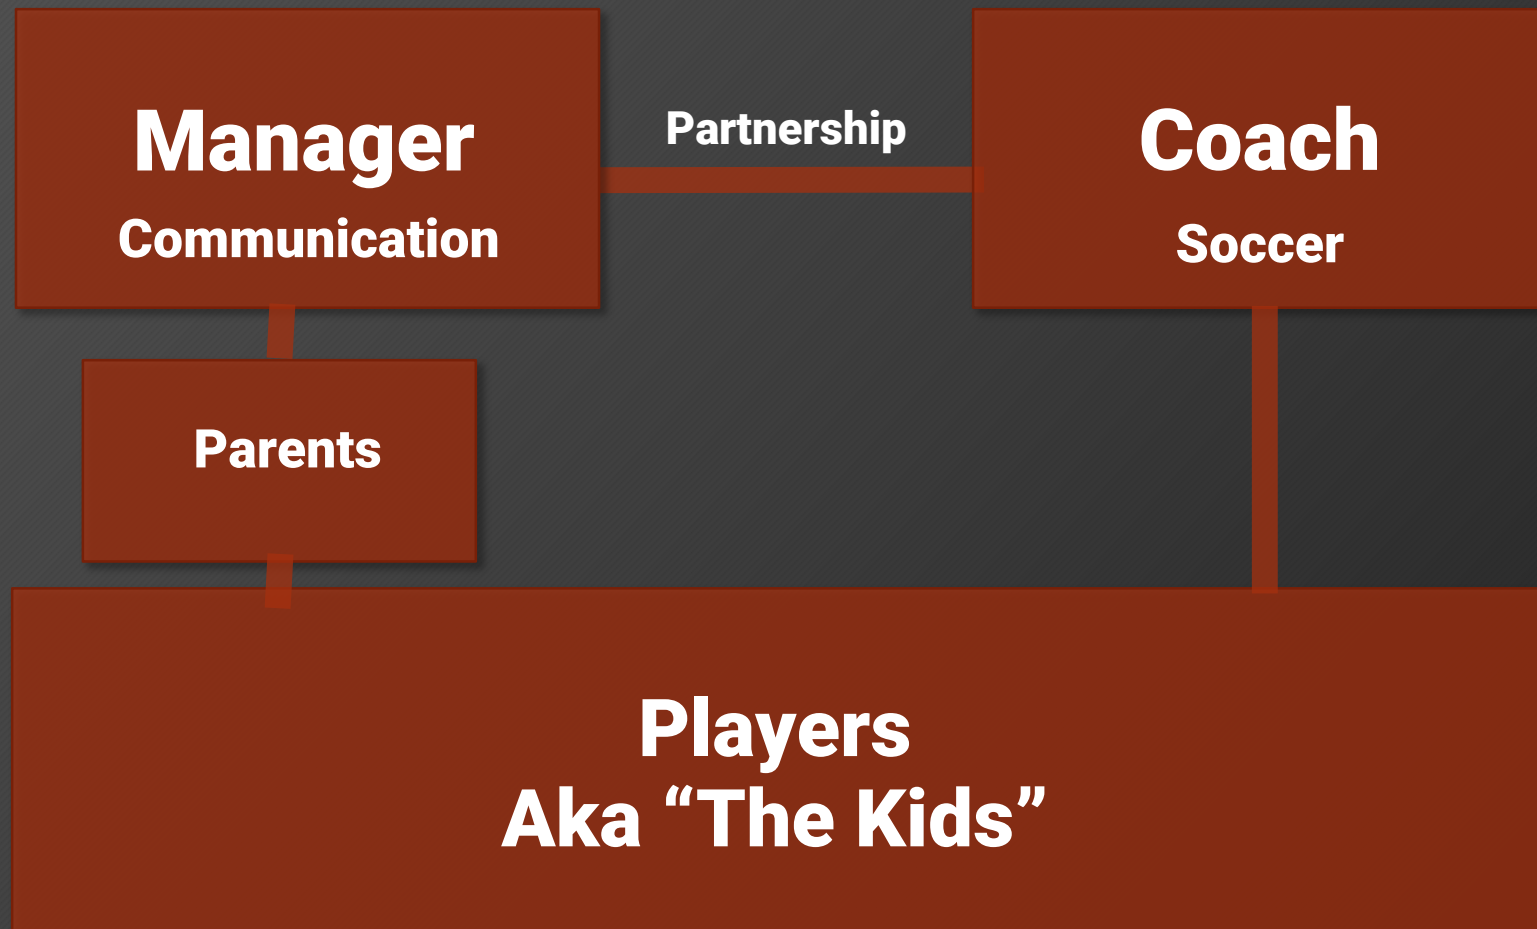 Manager
Communication
Partnership
Coach
Soccer
Parents
Players
Aka “The Kids”